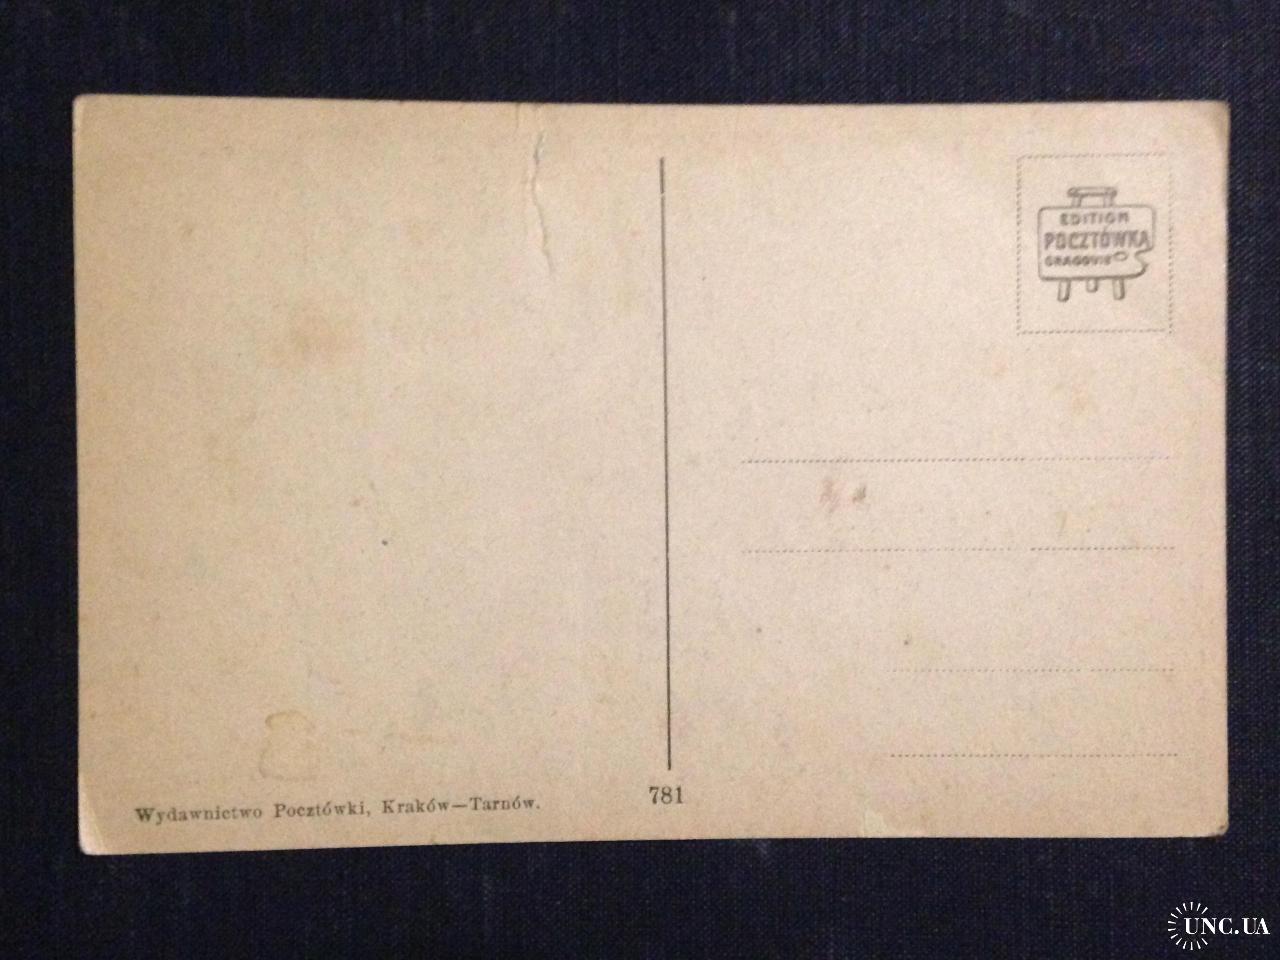 EDITION
POCZTÓWKA
CRACOVIE
Wydawnictwo Pocztówki, Kraków—Tarnów.
781
UNC.UA